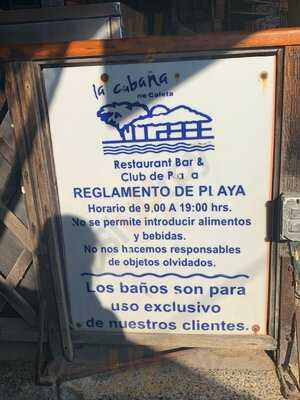 la cabaña
de Caleta
Restaurant Bar &
Club de Playa
REGLAMENTO DE PLAYA
Horario de 9.00 A 19:00 hrs.
No se permite introducir alimentos
y bebidas.
No nos hacemos responsables
de objetos olvidados.
Los baños son para
uso exclusivo
de nuestros clientes.